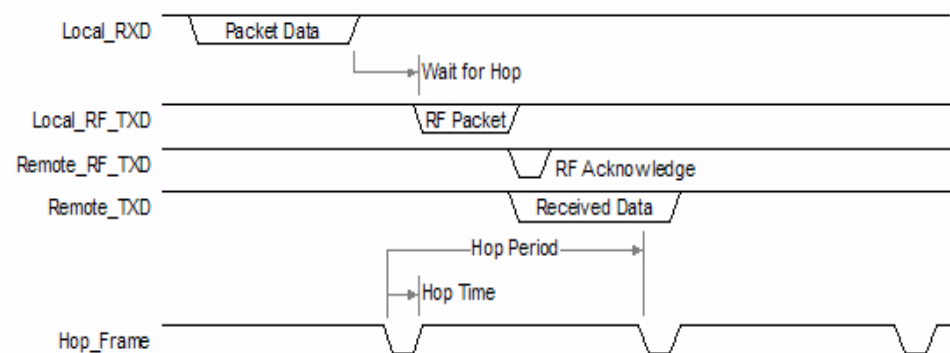 Local_RXD
Packet Data
Wait for Hop
Local_RF_TXD
RF Packet
Remote_RF_TXD
RF Acknowledge
Remote_TXD
Received Data
Hop Period
Hop Time
Hop_Frame